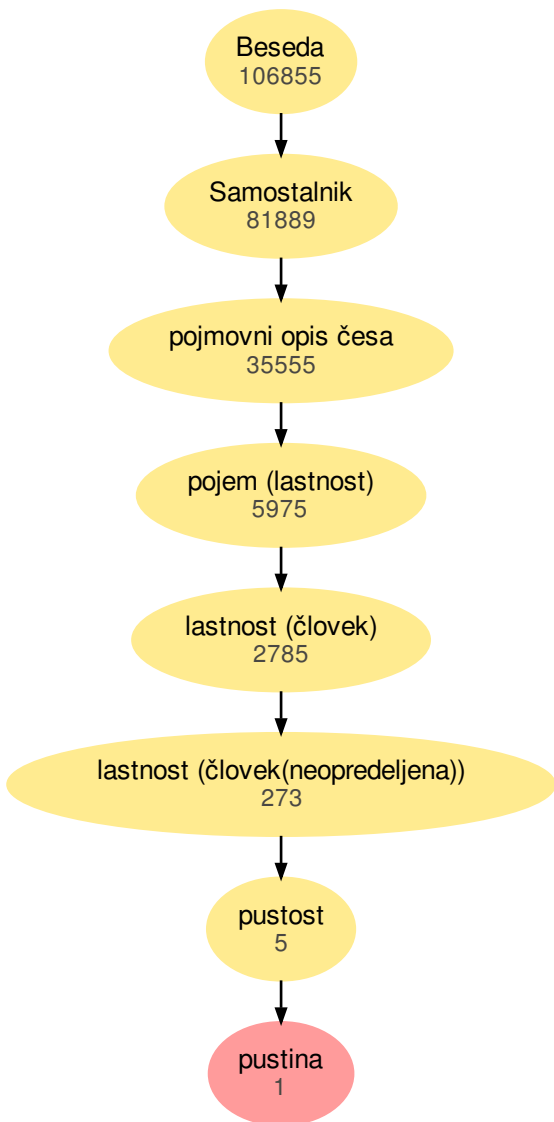 Beseda
106855
Samostalnik
81889
pojmovni opis česa
35555
pojem (lastnost)
5975
lastnost (človek)
2785
lastnost (človek(neopredeljena))
273
pustost
5
pustina
1